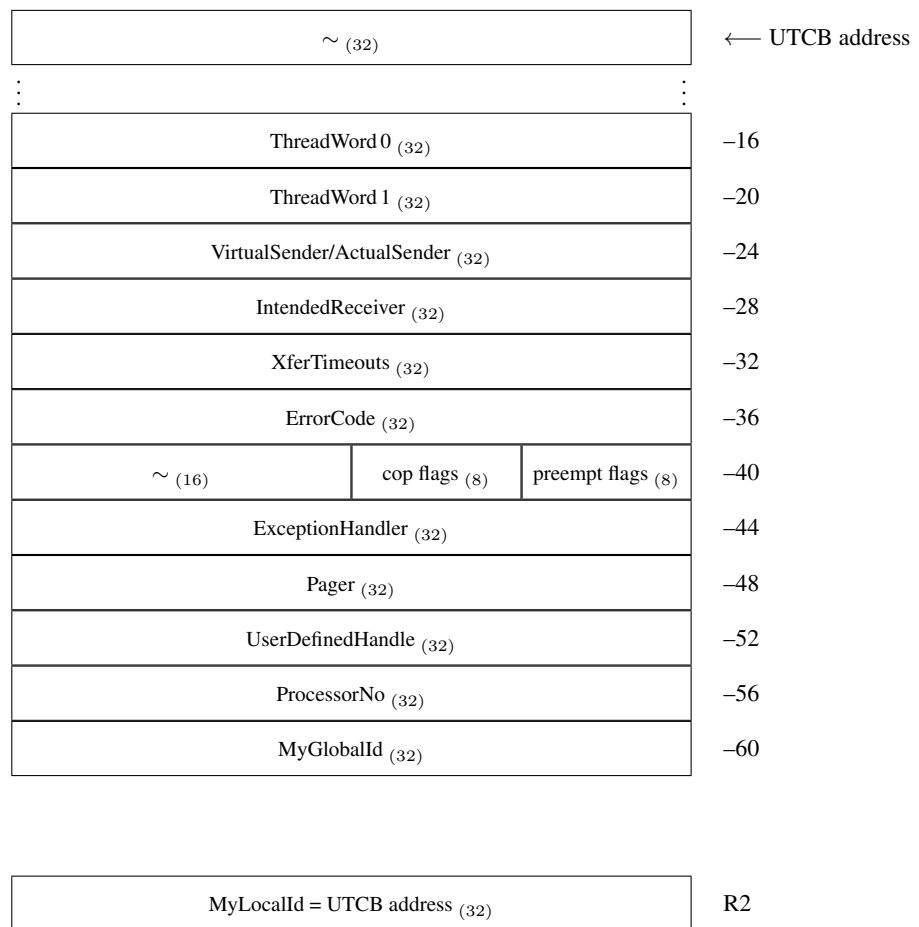 ∼ (32) ← UTCB address
⋮ ⋮
ThreadWord 0 (32) –16
ThreadWord 1 (32) –20
VirtualSender/ActualSender (32) –24
IntendedReceiver (32) –28
XferTimeouts (32) –32
ErrorCode (32) –36
∼ (16) cop flags (8) preempt flags (8) –40
ExceptionHandler (32) –44
Pager (32) –48
UserDefinedHandle (32) –52
ProcessorNo (32) –56
MyGlobalId (32) –60
MyLocalId = UTCB address (32) R2